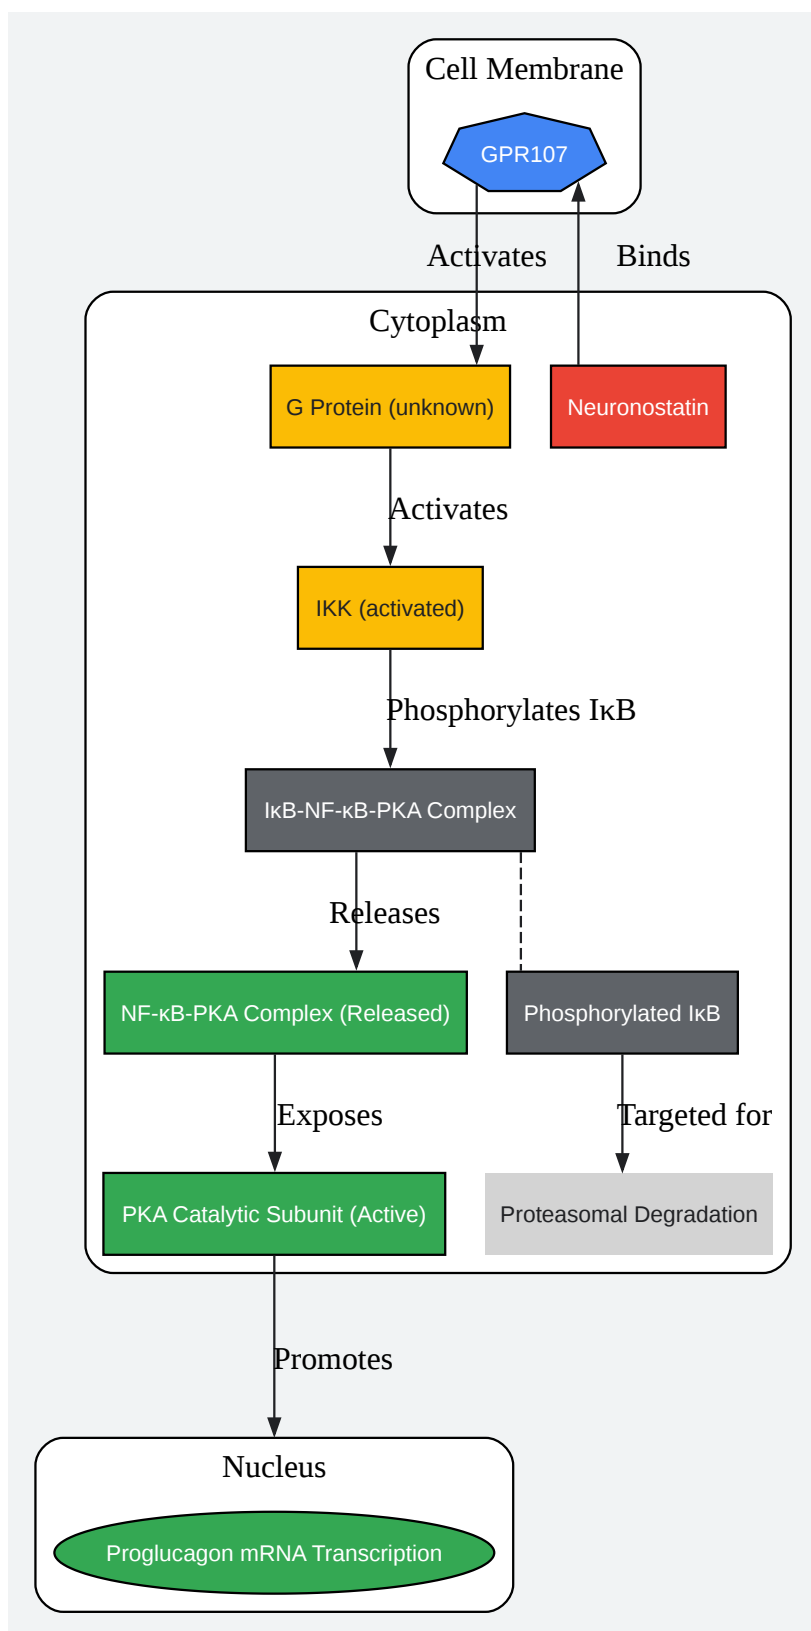 Cell Membrane
GPR107
Activates
Binds
Cytoplasm
G Protein (unknown)
Neuronostatin
Activates
IKK (activated)
Phosphorylates IκB
IκB-NF-κB-PKA Complex
Releases
NF-κB-PKA Complex (Released)
Phosphorylated IκB
Exposes
Targeted for
PKA Catalytic Subunit (Active)
Proteasomal Degradation
Promotes
Nucleus
Proglucagon mRNA Transcription